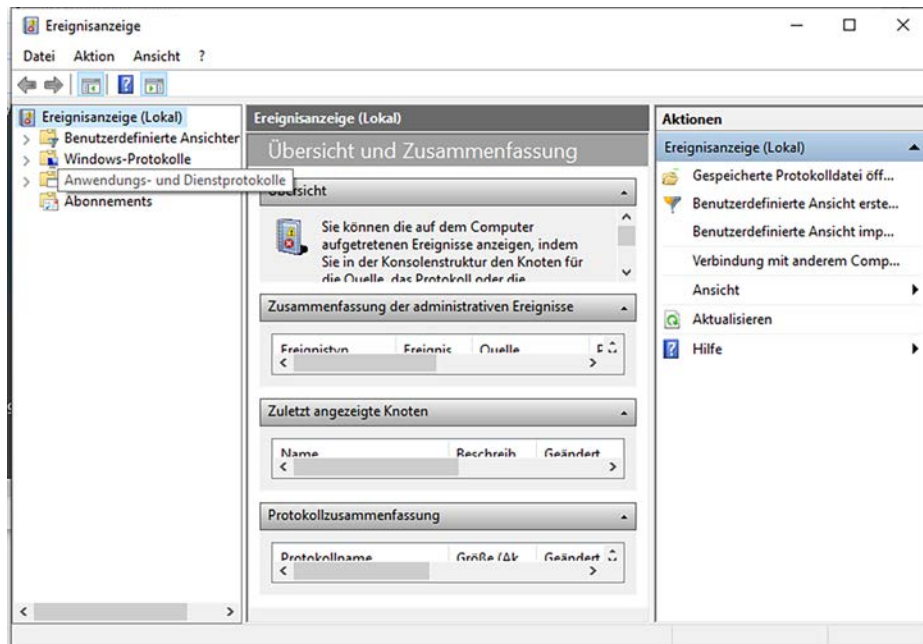 Ereignisanzeige
Datei Aktion Ansicht ?
Ereignisanzeige (Lokal)
Benutzerdefinierte Ansichter
Windows-Protokolle
Anwendungs- und Dienstprotokolle
Abonnements
Ereignisanzeige (Lokal)
Übersicht und Zusammenfassung
Übersicht
Sie können die auf dem Computer
aufgetretenen Ereignisse anzeigen, indem
Sie in der Konsolenstruktur den Knoten für
die Quelle, das Protokoll oder die
Zusammenfassung der administrativen Ereignisse
Ereignistyp Ereignis Quelle
Zuletzt angezeigte Knoten
Name Beschreib Geändert
Protokollzusammenfassung
Protokollname Größe (Ak Geändert
Aktionen
Ereignisanzeige (Lokal)
Gespeicherte Protokolldatei öff...
Benutzerdefinierte Ansicht erste...
Benutzerdefinierte Ansicht imp...
Verbindung mit anderem Comp...
Ansicht
Aktualisieren
Hilfe